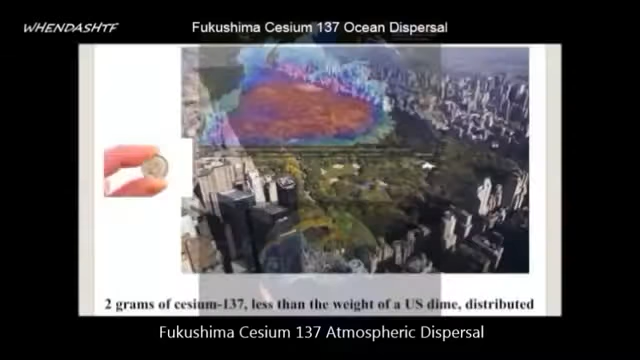 WHENDASHTF
Fukushima Cesium 137 Ocean Dispersal
2 grams of cesium-137, less than the weight of a US dime, distributed
Fukushima Cesium 137 Atmospheric Dispersal